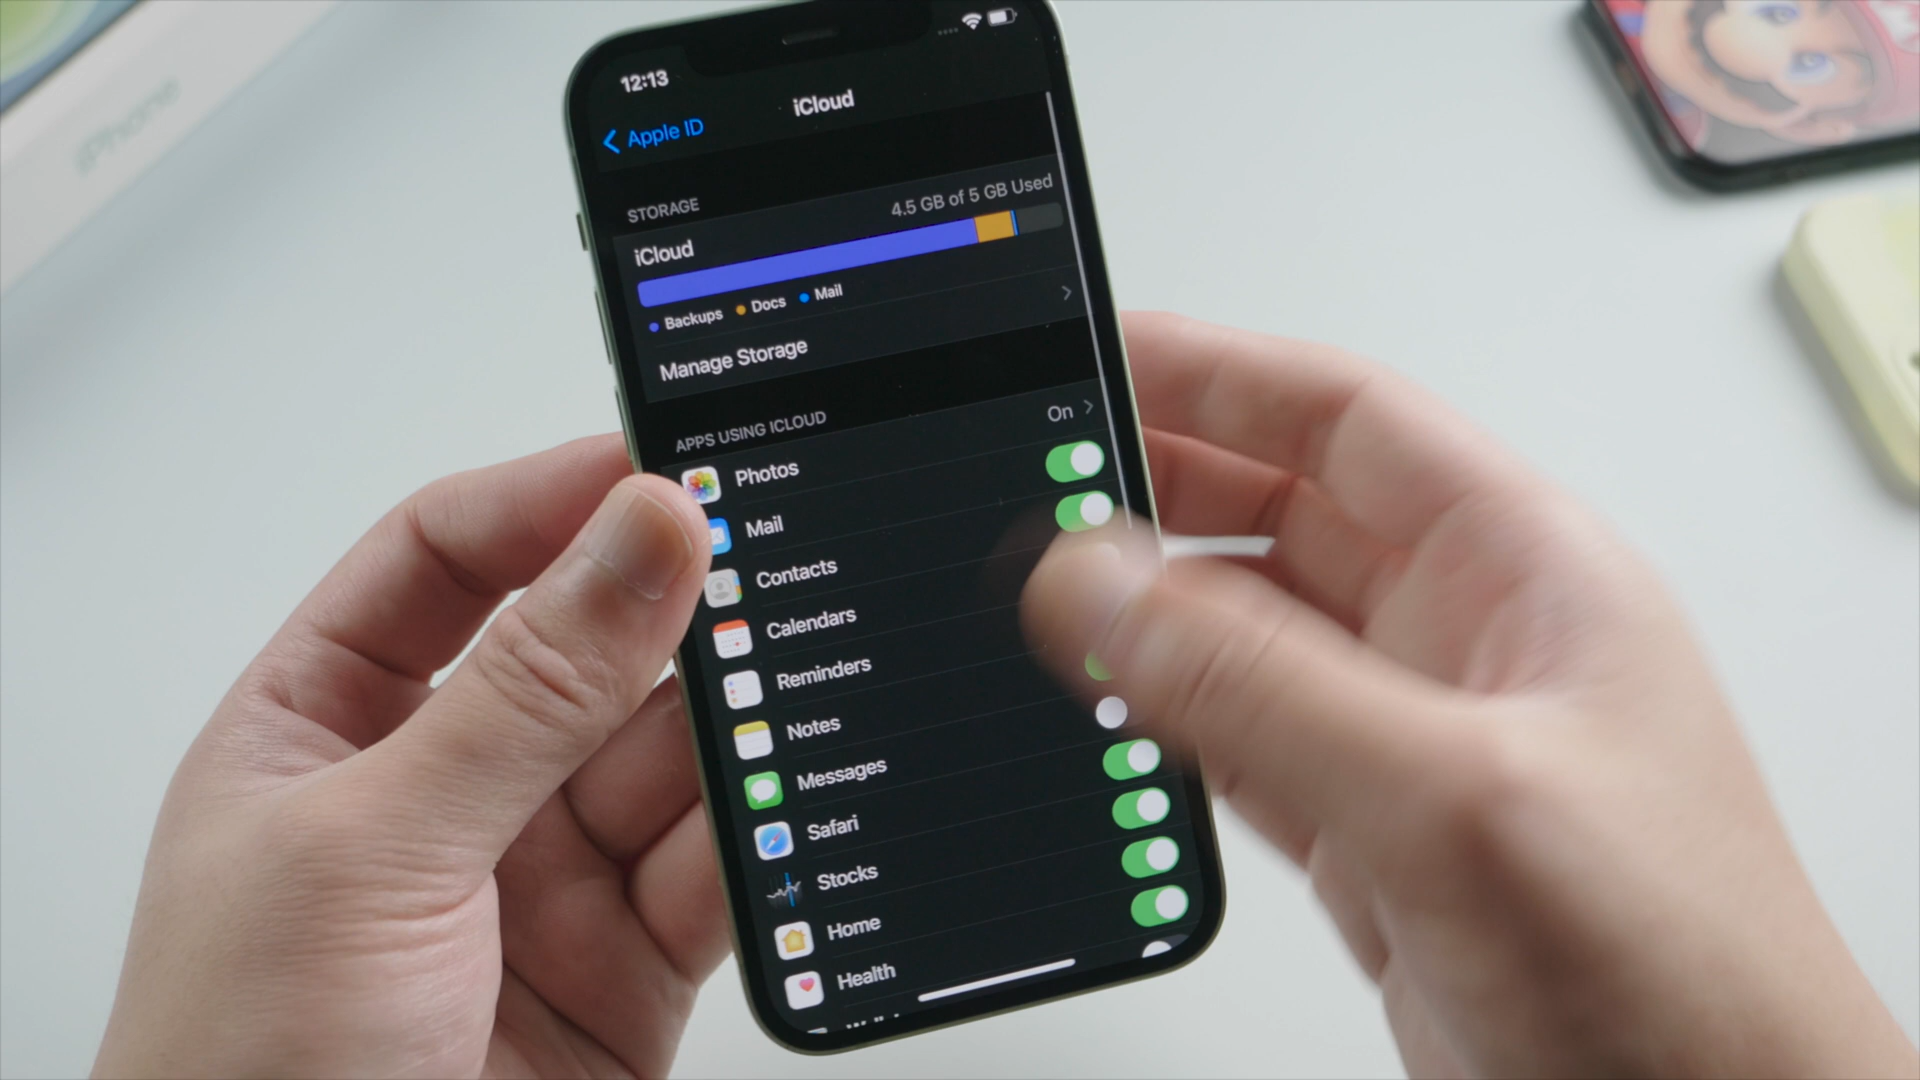 iPhone
12:13
Apple ID
iCloud
STORAGE
iCloud
4.5 GB of 5 GB Used
Backups
Docs
Mail
Manage Storage
APPS USING ICLOUD
Photos
On
Mail
Contacts
Calendars
Reminders
Notes
Messages
Safari
Stocks
Home
Health